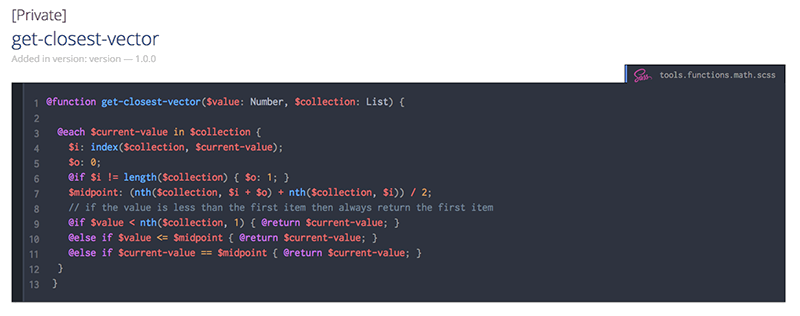 [Private]
get-closest-vector
Added in version: version — 1.0.0
Sass tools.functions.math.scss
1 @function get-closest-vector($value: Number, $collection: List) {
2
3 @each $current-value in $collection {
4 $i: index($collection, $current-value);
5 $o: 0;
6 @if $i != length($collection) { $o: 1; }
7 $midpoint: (nth($collection, $i + $o) + nth($collection, $i)) / 2;
8 // if the value is less than the first item then always return the first item
9 @if $value < nth($collection, 1) { @return $current-value; }
10 @else if $value <= $midpoint { @return $current-value; }
11 @else if $current-value == $midpoint { @return $current-value; }
12 }
13 }